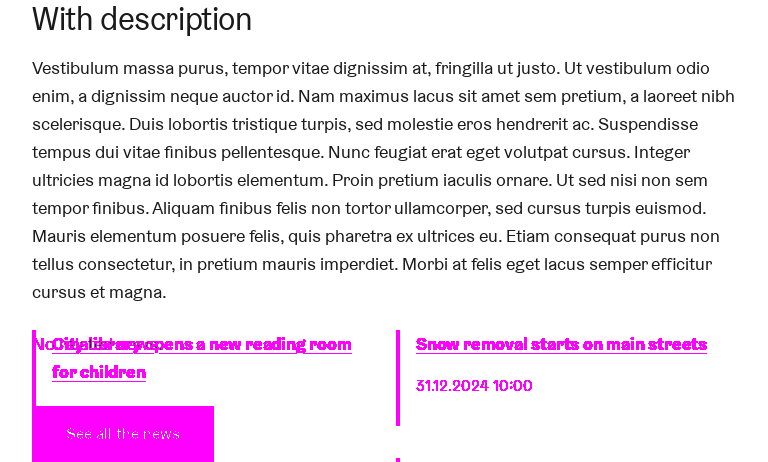 With description
Vestibulum massa purus, tempor vitae dignissim at, fringilla ut justo. Ut vestibulum odio
enim, a dignissim neque auctor id. Nam maximus lacus sit amet sem pretium, a laoreet nibh
scelerisque. Duis lobortis tristique turpis, sed molestie eros hendrerit ac. Suspendisse
tempus dui vitae finibus pellentesque. Nunc feugiat erat eget volutpat cursus. Integer
ultricies magna id lobortis elementum. Proin pretium iaculis ornare. Ut sed nisi non sem
tempor finibus. Aliquam finibus felis non tortor ullamcorper, sed cursus turpis euismod.
Mauris elementum posuere felis, quis pharetra ex ultrices eu. Etiam consequat purus non
tellus consectetur, in pretium mauris imperdiet. Morbi at felis eget lacus semper efficitur
cursus et magna.
City library opens a new reading room
for children
See all the news
Snow removal starts on main streets
31.12.2024 10:00